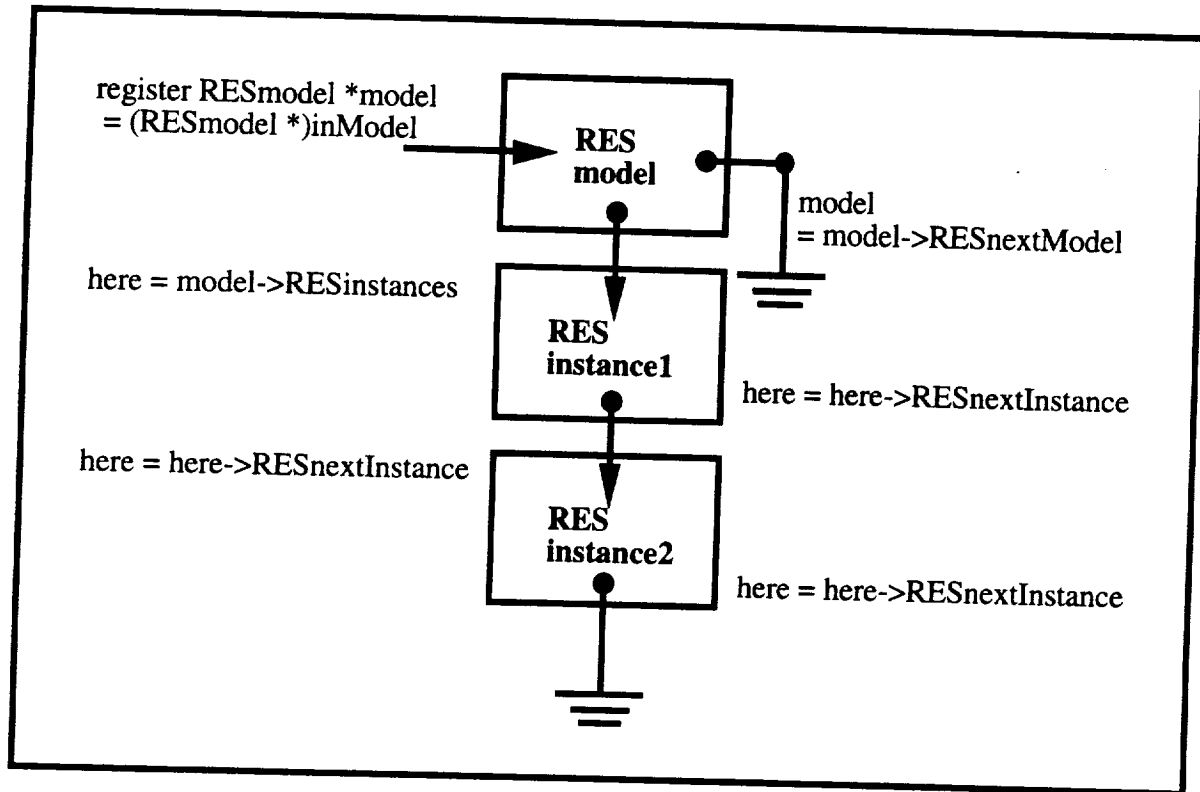 register RESmodel *model
= (RESmodel *)inModel
RES
model
model
= model->RESnextModel
here = model->RESinstances
RES
instance1
here = here->RESnextInstance
here = here->RESnextInstance
RES
instance2
here = here->RESnextInstance